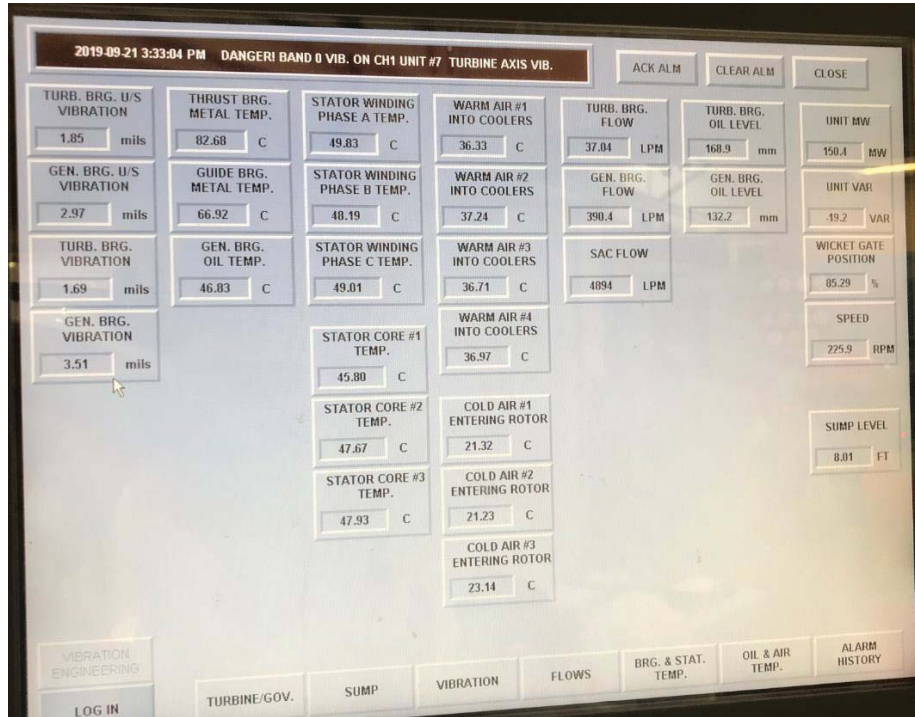 2019-09-21 3:33:04 PM DANGER! BAND 0 VIB. ON CH1 UNIT #7 TURBINE AXIS VIB.
ACK ALM
CLEAR ALM
CLOSE
TURB. BRG. U/S
VIBRATION
1.85 mils
GEN. BRG. U/S
VIBRATION
2.97 mils
TURB. BRG.
VIBRATION
1.69 mils
GEN. BRG.
VIBRATION
3.51 mils
THRUST BRG.
METAL TEMP.
82.68 C
GUIDE BRG.
METAL TEMP.
66.92 C
GEN. BRG.
OIL TEMP.
46.83 C
STATOR WINDING
PHASE A TEMP.
49.83 C
STATOR WINDING
PHASE B TEMP.
48.19 C
STATOR WINDING
PHASE C TEMP.
49.01 C
STATOR CORE #1
TEMP.
45.80 C
STATOR CORE #2
TEMP.
47.67 C
STATOR CORE #3
TEMP.
47.93 C
WARM AIR #1
INTO COOLERS
36.33 C
WARM AIR #2
INTO COOLERS
37.24 C
WARM AIR #3
INTO COOLERS
36.71 C
WARM AIR #4
INTO COOLERS
36.97 C
COLD AIR #1
ENTERING ROTOR
21.32 C
COLD AIR #2
ENTERING ROTOR
21.23 C
COLD AIR #3
ENTERING ROTOR
23.14 C
TURB. BRG.
FLOW
37.04 LPM
GEN. BRG.
FLOW
390.4 LPM
SAC FLOW
4894 LPM
TURB. BRG.
OIL LEVEL
168.9 mm
GEN. BRG.
OIL LEVEL
132.2 mm
UNIT MW
150.4 MW
UNIT VAR
-19.2 VAR
WICKET GATE
POSITION
85.29 %
SPEED
225.9 RPM
SUMP LEVEL
8.01 FT
VIBRATION
ENGINEERING
LOG IN
TURBINE/GOV.
SUMP
VIBRATION
FLOWS
BRG. & STAT.
TEMP.
OIL & AIR
TEMP.
ALARM
HISTORY